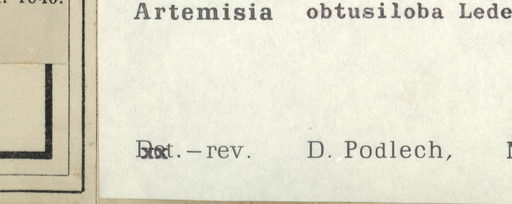 Artemisia obtusiloba Lede
Det.-rev. D. Podlech,